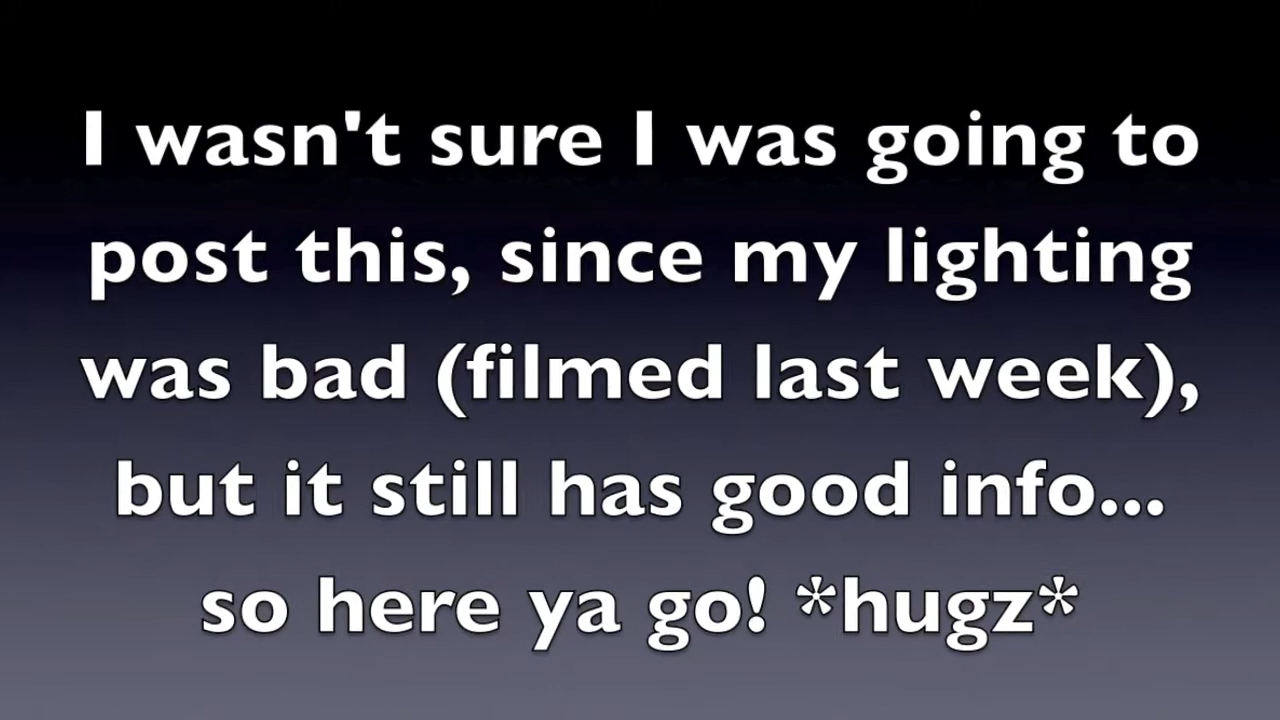 I wasn't sure I was going to
post this, since my lighting
was bad (filmed last week),
but it still has good info...
so here ya go! *hugz*